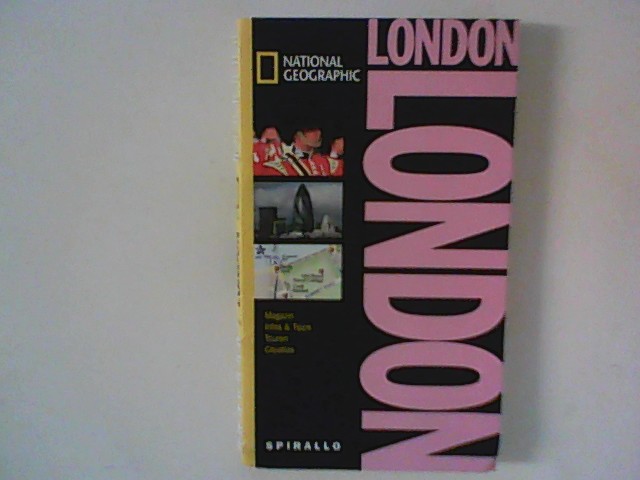 LONDON
NATIONAL
GEOGRAPHIC
LONDON
Magazin
Infos & Tipps
Touren
Cityatlas
SPIRALLO